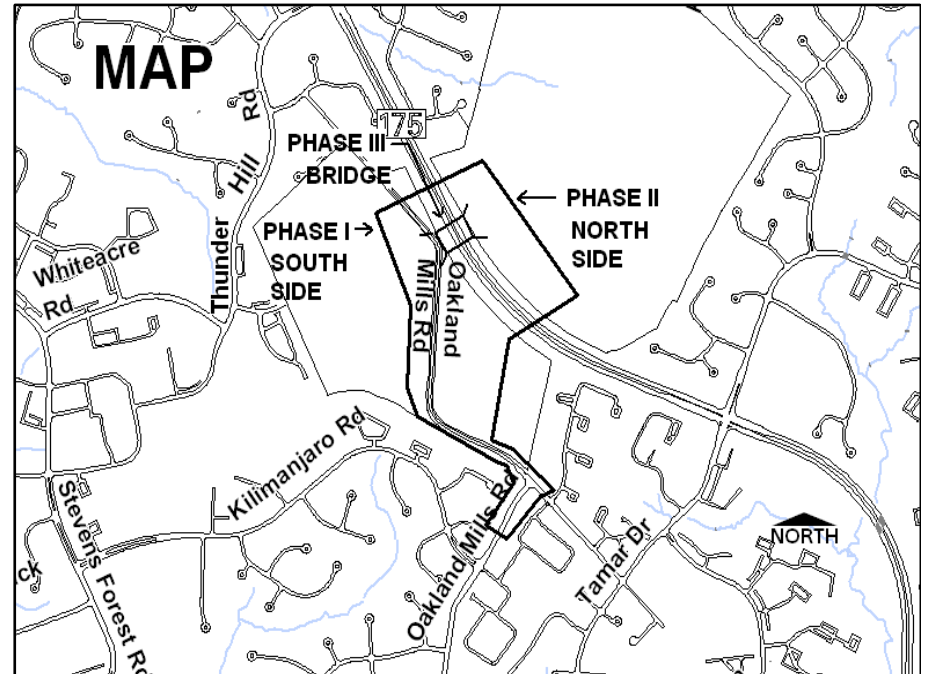 MAP
175
PHASE III
BRIDGE
PHASE II
NORTH
SIDE
PHASE I
SOUTH
SIDE
Thunder Hill Rd
Whiteacre
Rd
Oakland
Mills Rd
Kilimanjaro Rd
Oakland Mills Rd
Stevens Forest Rd
Tamar Dr
NORTH
ck